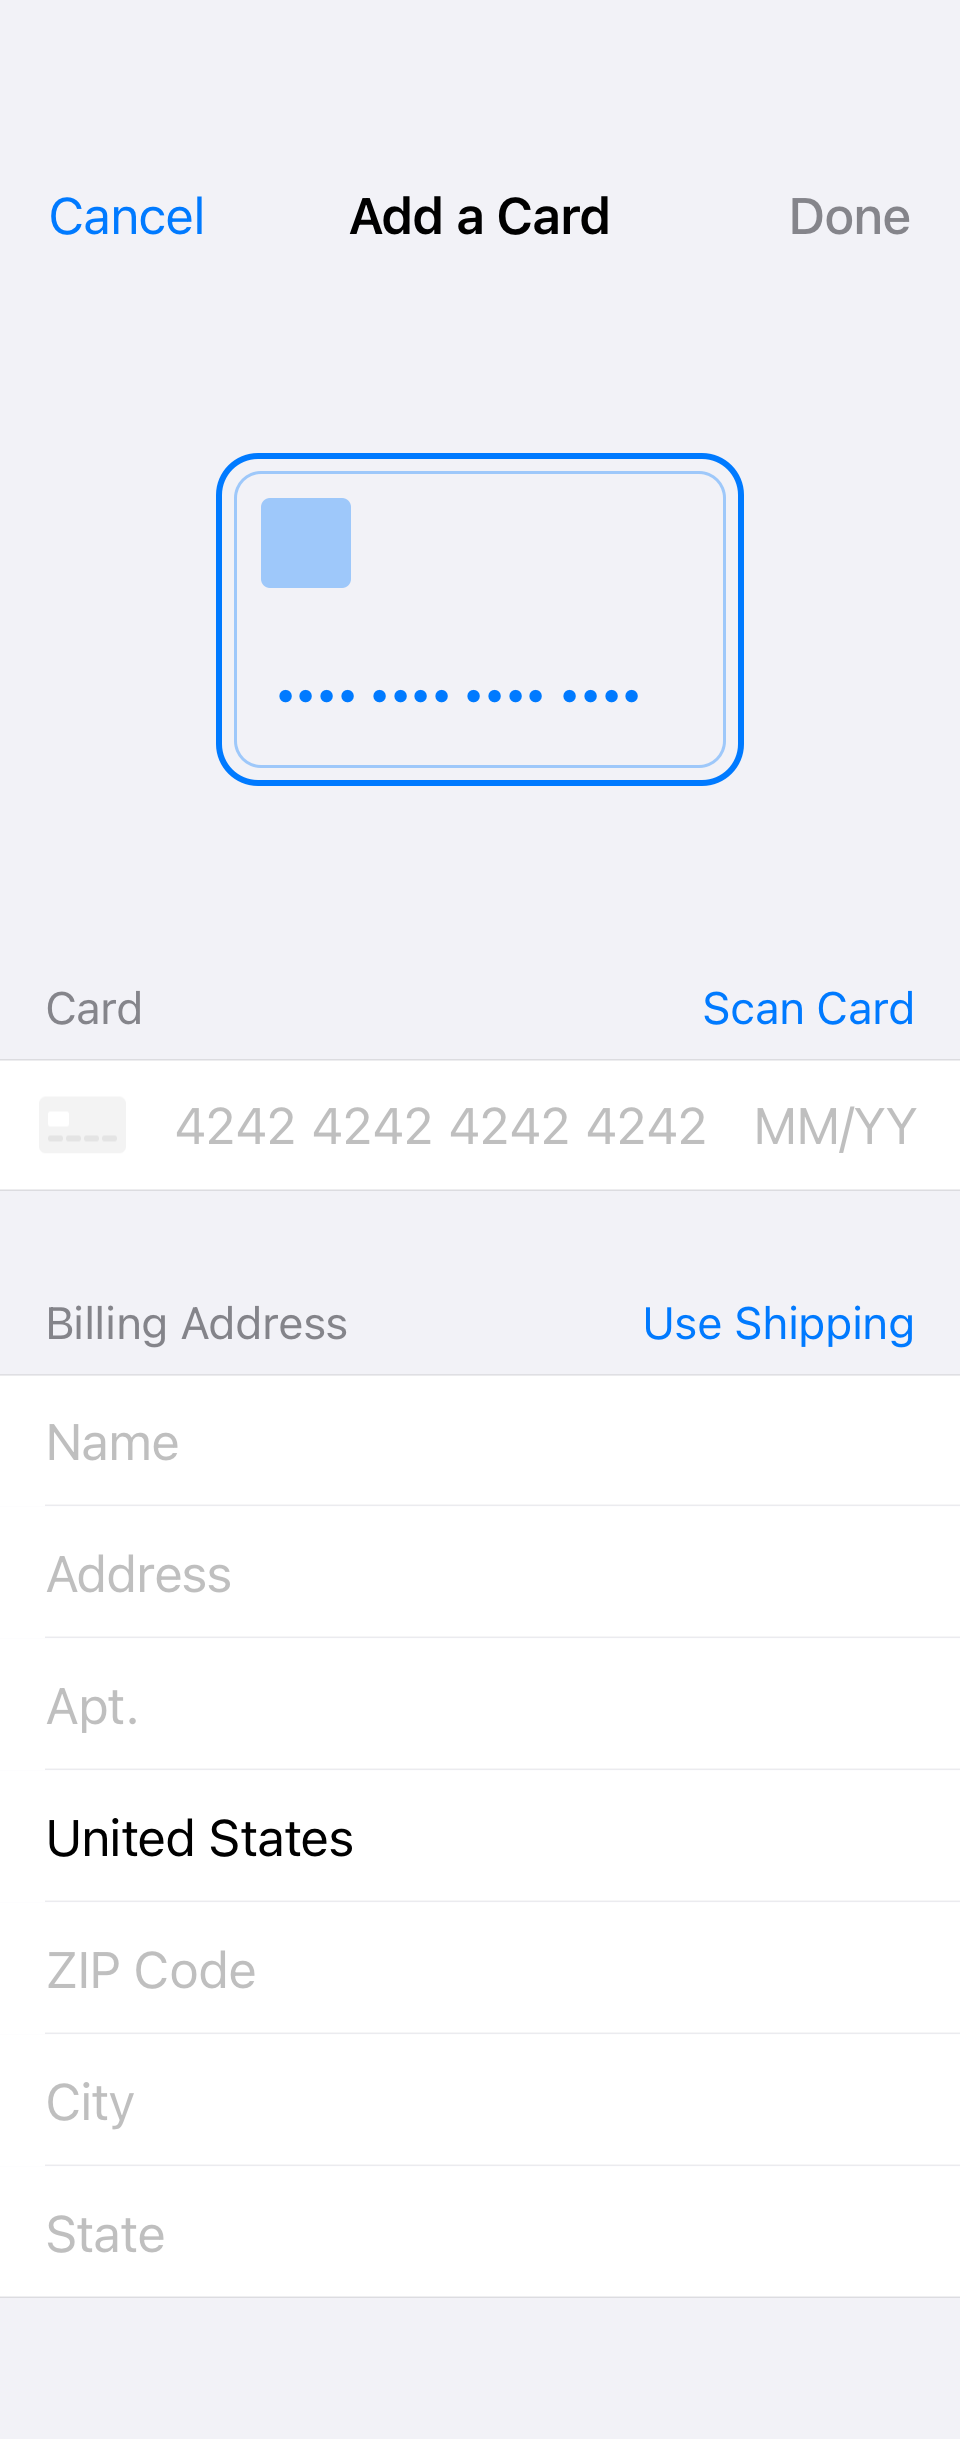 Cancel Add a Card Done
Card Scan Card
4242 4242 4242 4242 MM/YY
Billing Address Use Shipping
Name
Address
Apt.
United States
ZIP Code
City
State